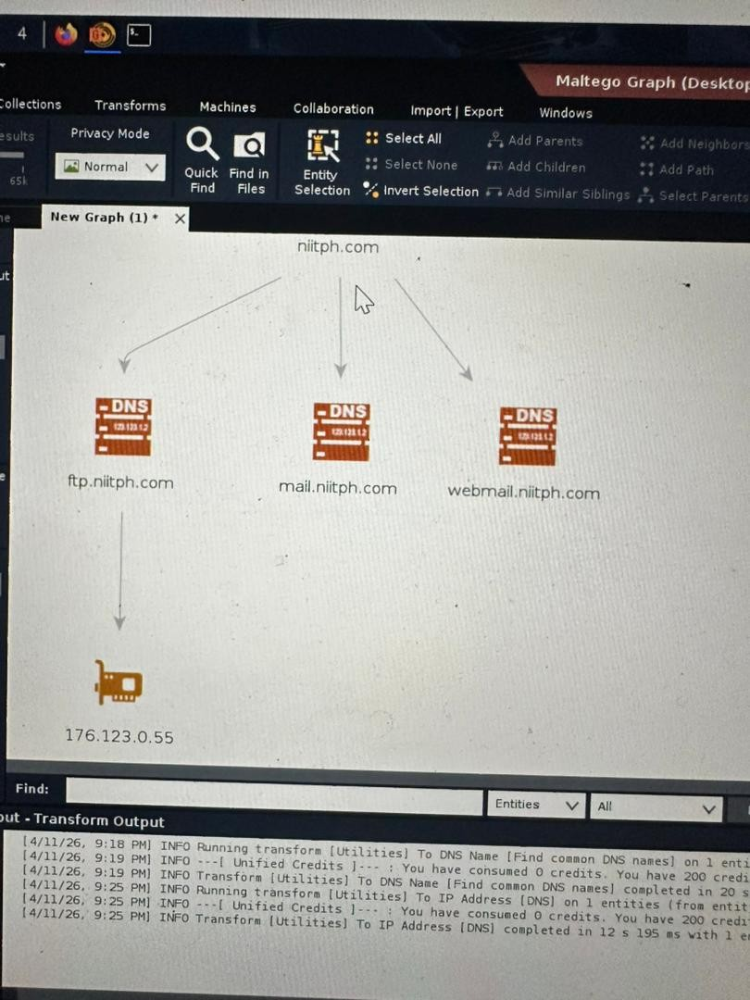 4
Maltego Graph (Desktop
Collections Transforms Machines Collaboration Import | Export Windows
esults Privacy Mode
65k Normal
Quick Find
Find in Files
Entity Selection
Select All
Select None
Invert Selection
Add Parents
Add Children
Add Similar Siblings
Add Neighbors
Add Path
Select Parents
New Graph (1) *
niitph.com
DNS DNS DNS
123.123.1.2 123.123.1.2 123.123.1.2
ftp.niitph.com mail.niitph.com webmail.niitph.com
176.123.0.55
Find: Entities All
out - Transform Output
[4/11/26, 9:18 PM] INFO Running transform [Utilities] To DNS Name [Find common DNS names] on 1 enti
[4/11/26, 9:19 PM] INFO ---[ Unified Credits ]--- : You have consumed 0 credits. You have 200 credi
[4/11/26, 9:19 PM] INFO Transform [Utilities] To DNS Name [Find common DNS names] completed in 20 s
[4/11/26, 9:25 PM] INFO Running transform [Utilities] To IP Address [DNS] on 1 entities (from entit
[4/11/26, 9:25 PM] INFO ---[ Unified Credits ]--- : You have consumed 0 credits. You have 200 credi
[4/11/26, 9:25 PM] INFO Transform [Utilities] To IP Address [DNS] completed in 12 s 195 ms with 1 e